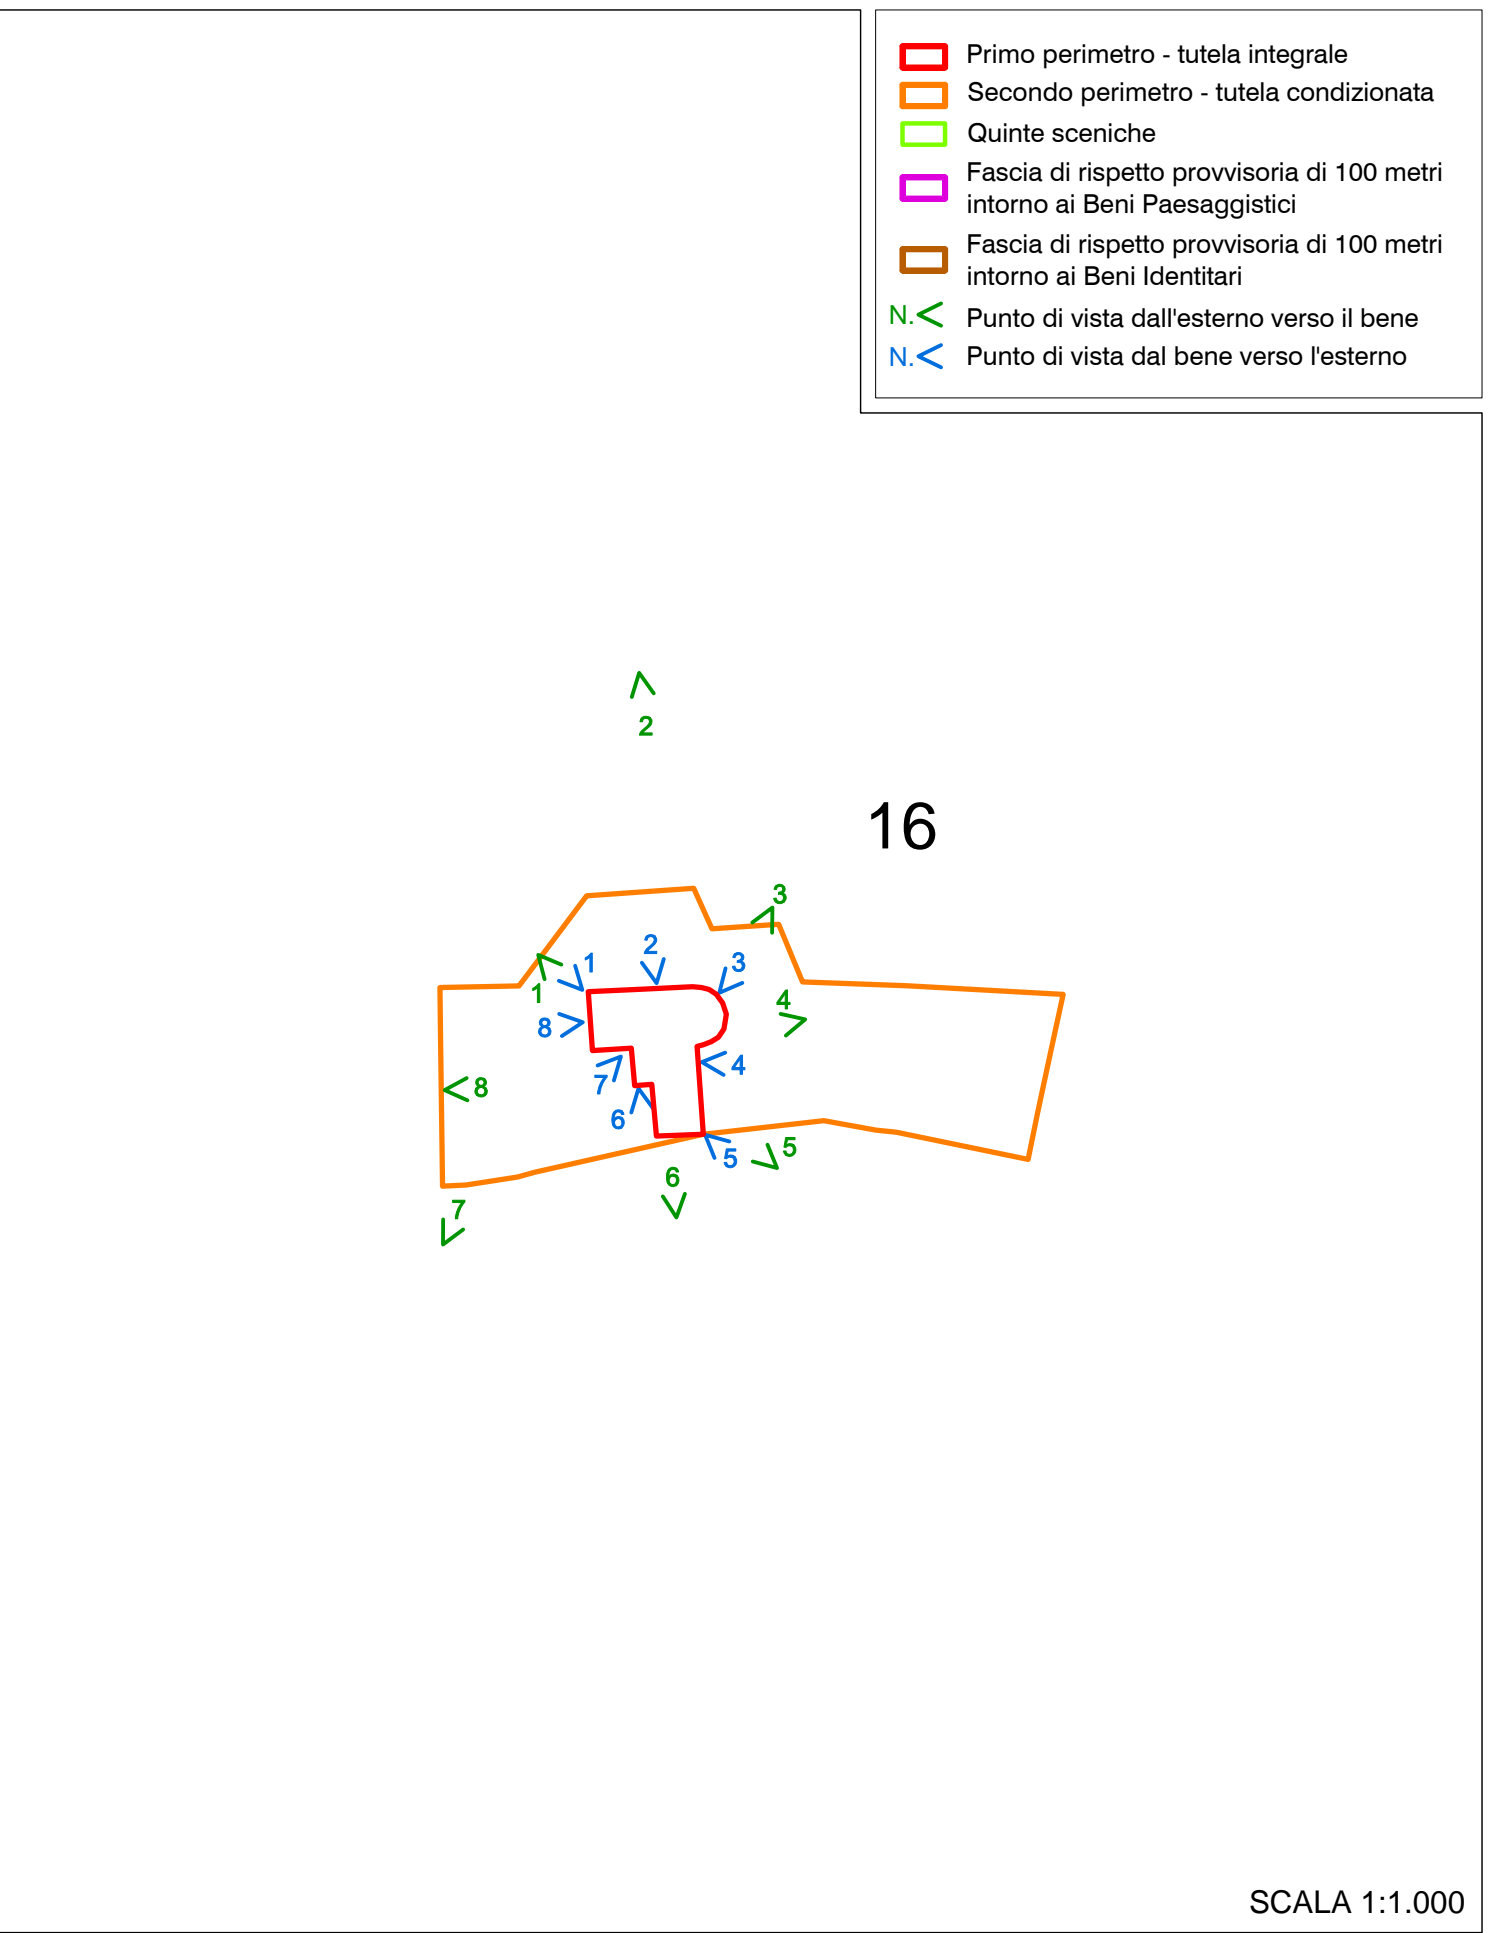 Primo perimetro - tutela integrale
Secondo perimetro - tutela condizionata
Quinte sceniche
Fascia di rispetto provvisoria di 100 metri
intorno ai Beni Paesaggistici
Fascia di rispetto provvisoria di 100 metri
intorno ai Beni Identitari
N. Punto di vista dall'esterno verso il bene
N. Punto di vista dal bene verso l'esterno
2
16
3
2
1
3
1
4
8
4
7
8
6
5
5
6
7
SCALA 1:1.000